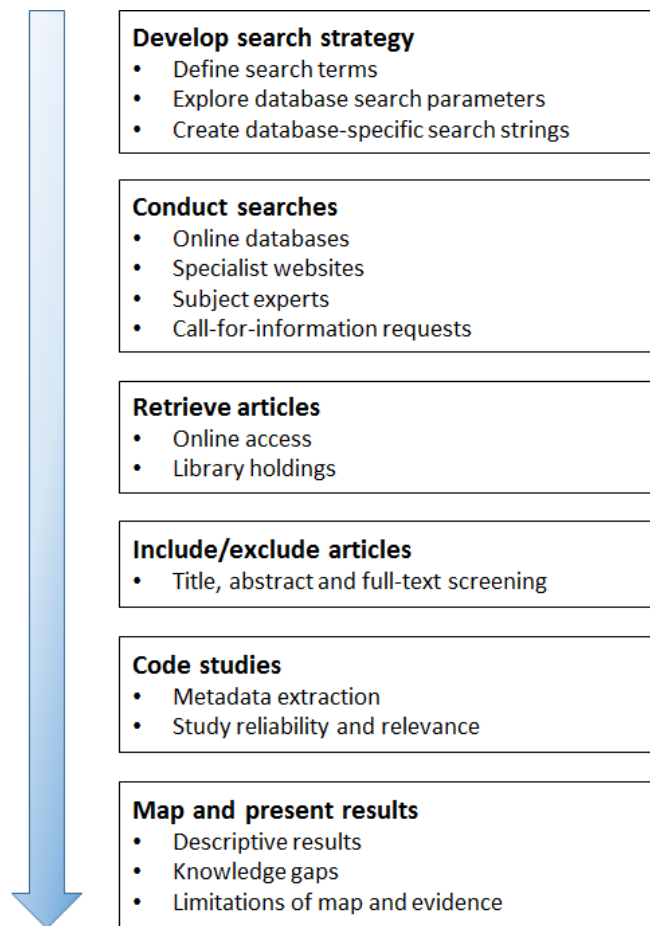 Develop search strategy
• Define search terms
• Explore database search parameters
• Create database-specific search strings
Conduct searches
• Online databases
• Specialist websites
• Subject experts
• Call-for-information requests
Retrieve articles
• Online access
• Library holdings
Include/exclude articles
• Title, abstract and full-text screening
Code studies
• Metadata extraction
• Study reliability and relevance
Map and present results
• Descriptive results
• Knowledge gaps
• Limitations of map and evidence